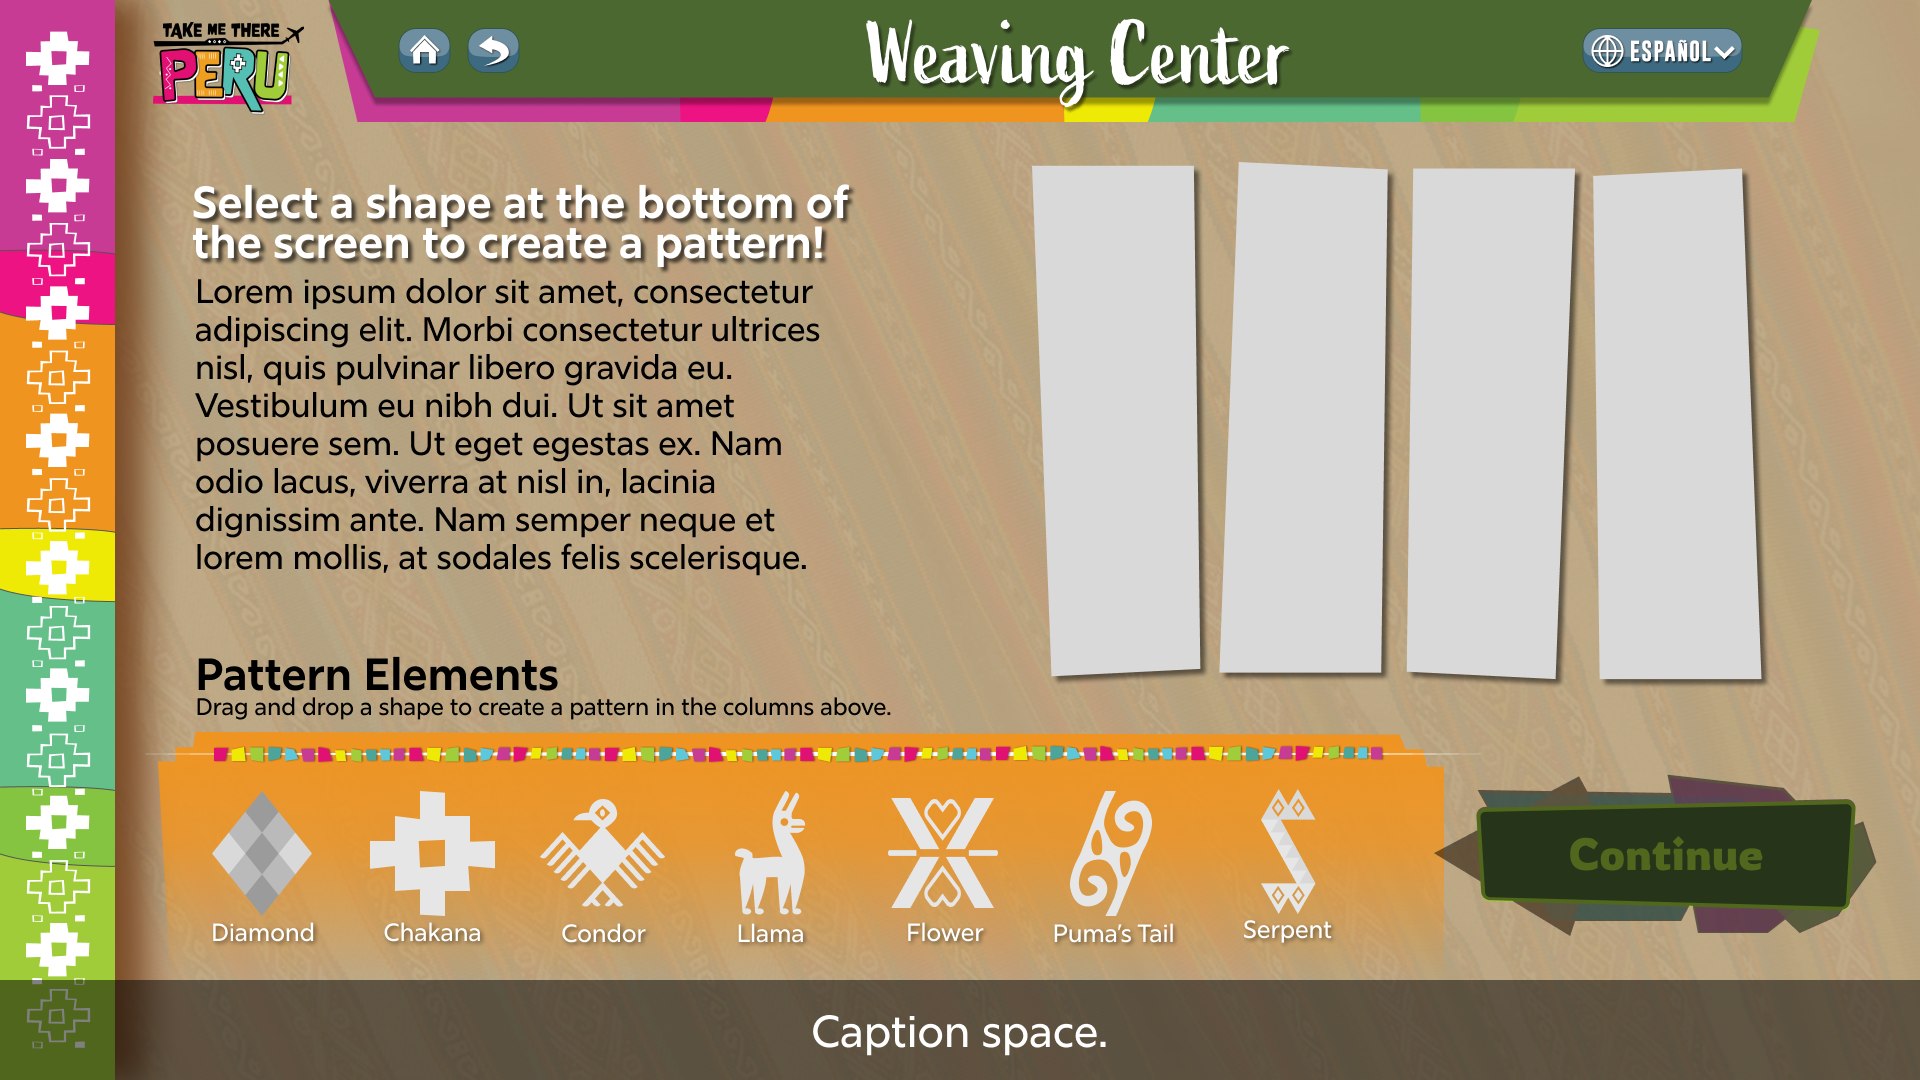 TAKE ME THERE
PERU
Weaving Center
ESPAÑOL
Select a shape at the bottom of
the screen to create a pattern!
Lorem ipsum dolor sit amet, consectetur
adipiscing elit. Morbi consectetur ultrices
nisl, quis pulvinar libero gravida eu.
Vestibulum eu nibh dui. Ut sit amet
posuere sem. Ut eget egestas ex. Nam
odio lacus, viverra at nisl in, lacinia
dignissim ante. Nam semper neque et
lorem mollis, at sodales felis scelerisque.
Pattern Elements
Drag and drop a shape to create a pattern in the columns above.
Diamond
Chakana
Condor
Llama
Flower
Puma’s Tail
Serpent
Continue
Caption space.